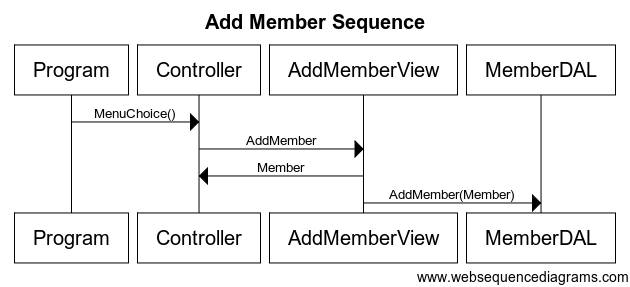 Add Member Sequence
Program Controller AddMemberView MemberDAL
MenuChoice()
AddMember
Member
AddMember(Member)
Program Controller AddMemberView MemberDAL
www.websequencediagrams.com